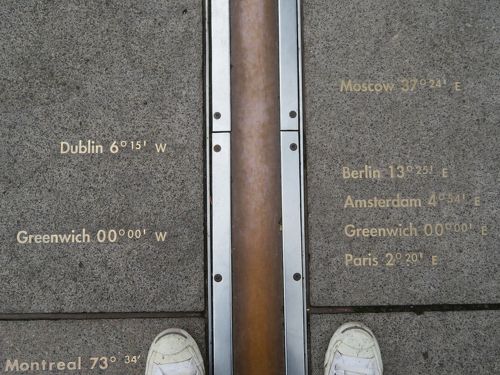 Dublin 6° 15' W
Greenwich 00° 00' W
Montreal 73° 34'
Moscow 37° 24' E
Berlin 13° 25' E
Amsterdam 4° 54' E
Greenwich 00° 00' E
Paris 2° 20' E